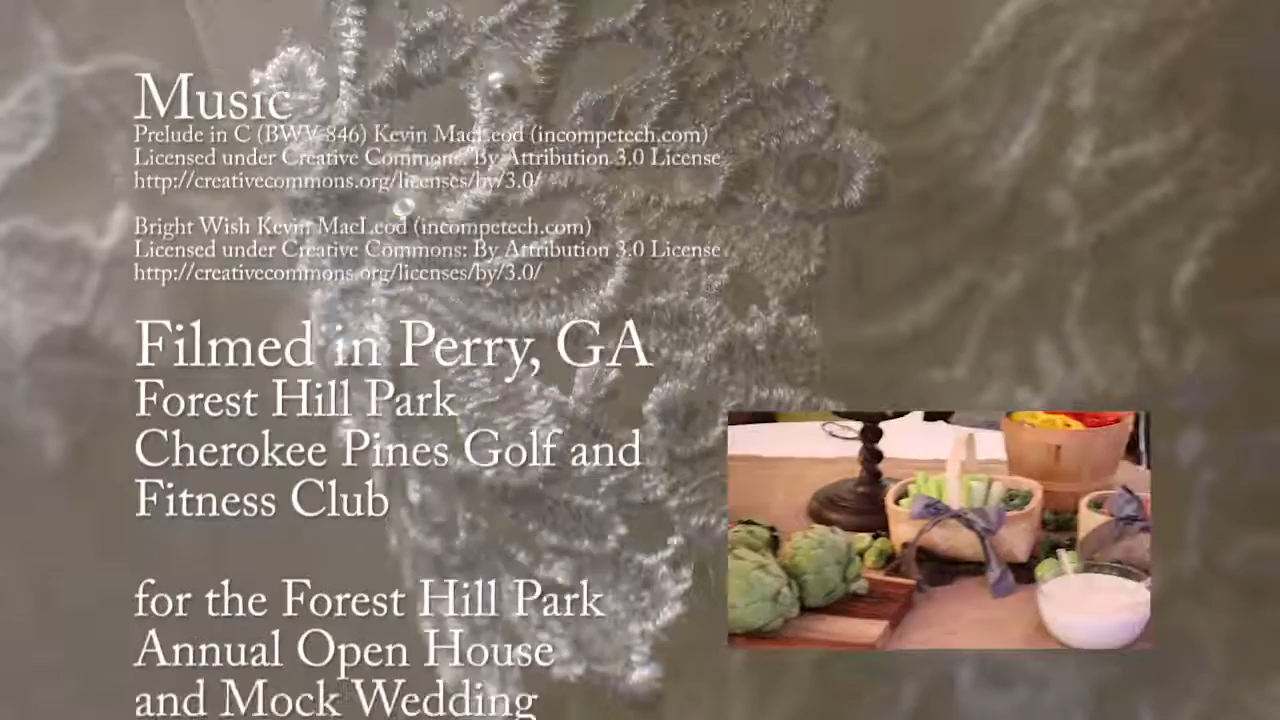 Music
Prelude in C (BWV 846) Kevin MacLeod (incompetech.com)
Licensed under Creative Commons: By Attribution 3.0 License
http://creativecommons.org/licenses/by/3.0/
Bright Wish Kevin MacLeod (incompetech.com)
Licensed under Creative Commons: By Attribution 3.0 License
http://creativecommons.org/licenses/by/3.0/
Filmed in Perry, GA
Forest Hill Park
Cherokee Pines Golf and
Fitness Club
for the Forest Hill Park
Annual Open House
and Mock Wedding